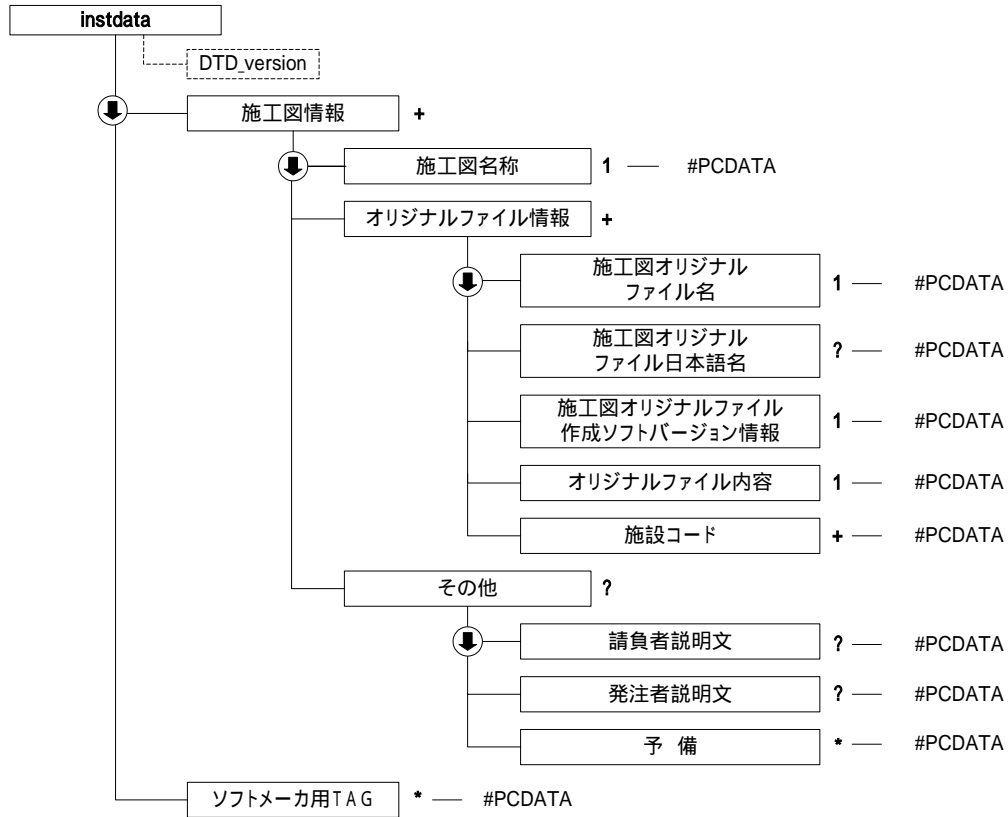 instdata
DTD_version
施工図情報 +
施工図名称 1 #PCDATA
オリジナルファイル情報 +
施工図オリジナル
ファイル名 1 #PCDATA
施工図オリジナル
ファイル日本語名 ? #PCDATA
施工図オリジナルファイル
作成ソフトバージョン情報 1 #PCDATA
オリジナルファイル内容 1 #PCDATA
施設コード + #PCDATA
その他 ?
請負者説明文 ? #PCDATA
発注者説明文 ? #PCDATA
予 備 * #PCDATA
ソフトメーカ用TAG * #PCDATA